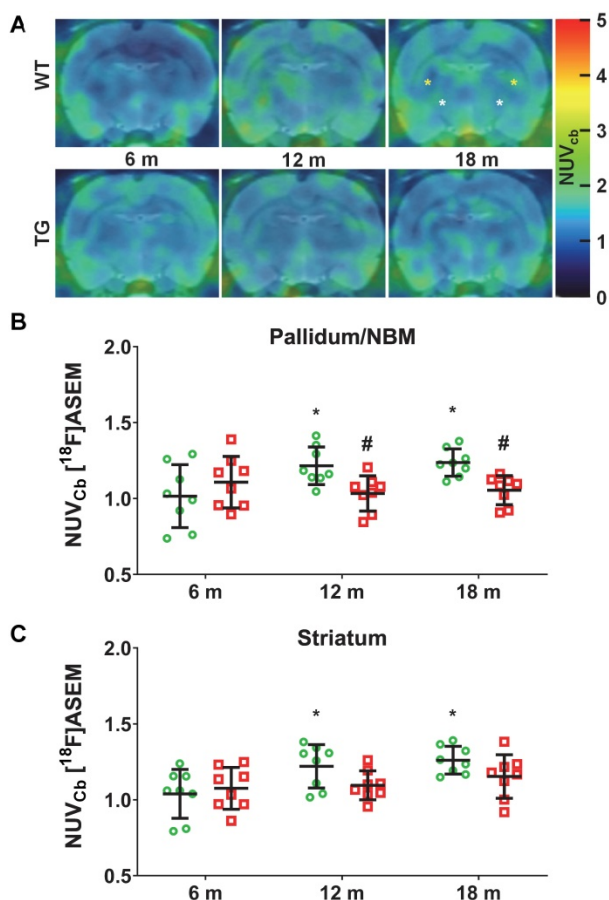 A
WT
* *
* *
6 m 12 m 18 m
TG
5
4
3
2
1
0
NUVcb
B
Pallidum/NBM
NUVCb [18F]ASEM
2.0
1.5
1.0
0.5
* # * #
6 m 12 m 18 m
C
Striatum
NUVCb [18F]ASEM
2.0
1.5
1.0
0.5
* *
6 m 12 m 18 m